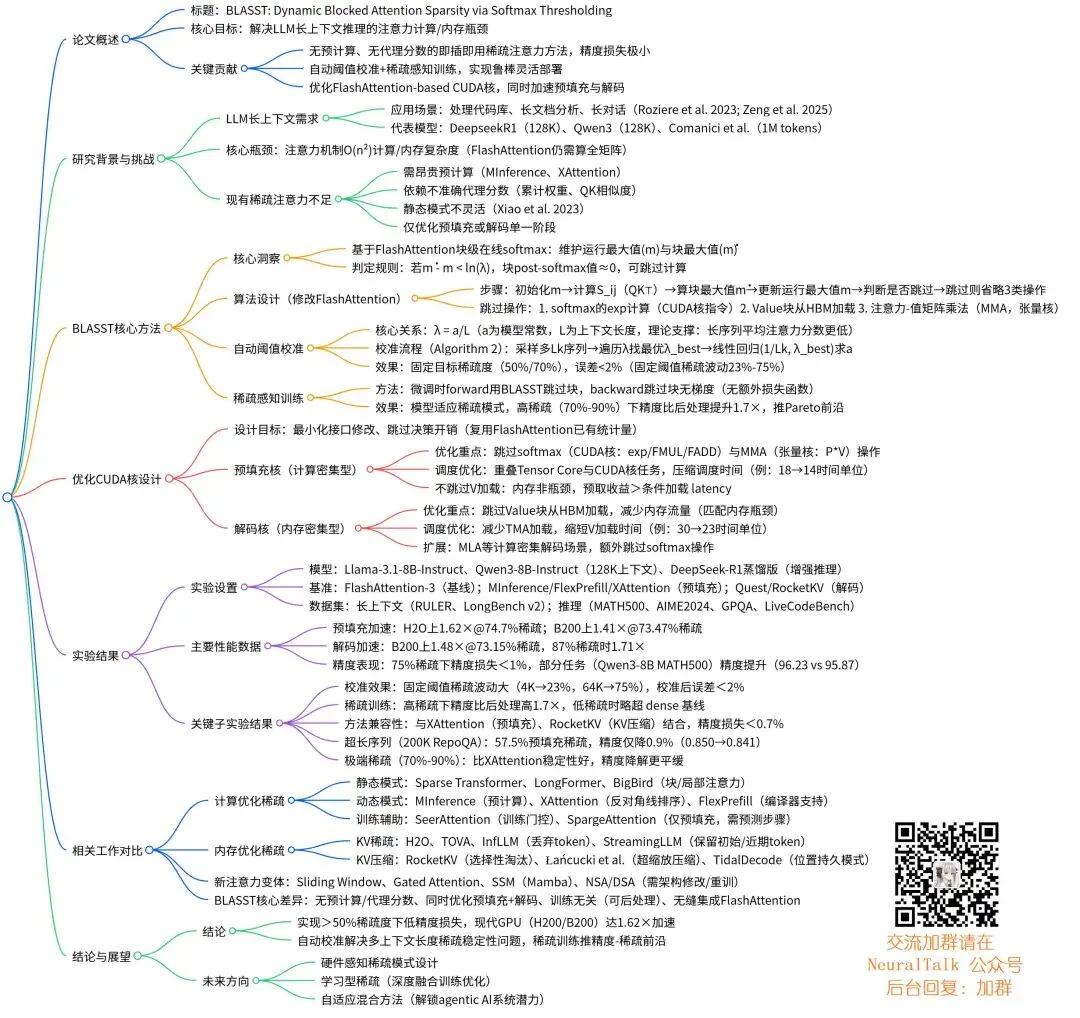 论文概述
标题：BLASST: Dynamic Blocked Attention Sparsity via Softmax Thresholding
核心目标：解决LLM长上下文推理的注意力计算/内存瓶颈
关键贡献
无预计算、无代理分数的即插即用稀疏注意力方法，精度损失极小
自动阈值校准+稀疏感知训练，实现鲁棒灵活部署
优化FlashAttention-based CUDA核，同时加速预填充与解码
研究背景与挑战
LLM长上下文需求
应用场景：处理代码库、长文档分析、长对话（Roziere et al. 2023; Zeng et al. 2025）
代表模型：DeepseekR1（128K）、Qwen3（128K）、Comanici et al.（1M tokens）
核心瓶颈：注意力机制O(n²)计算/内存复杂度（FlashAttention仍需算全矩阵）
现有稀疏注意力不足
需昂贵预计算（MInference、XAttention）
依赖不准确代理分数（累计权重、QK相似度）
静态模式不灵活（Xiao et al. 2023）
仅优化预填充或解码单一阶段
BLASST核心方法
核心洞察
基于FlashAttention块级在线softmax：维护运行最大值(m)与块最大值(m̃)
判定规则：若m̃ - m < ln(λ)，块post-softmax值≈0，可跳过计算
算法设计（修改FlashAttention）
步骤：初始化m→计算S_ij（QK⊤）→算块最大值m̃→更新运行最大值m→判断是否跳过→跳过则省略3类操作
跳过操作：1. softmax的exp计算（CUDA核指令）2. Value块从HBM加载 3. 注意力-值矩阵乘法（MMA，张量核）
自动阈值校准
核心关系：λ = a/L（a为模型常数，L为上下文长度，理论支撑：长序列平均注意力分数更低）
校准流程（Algorithm 2）：采样多Lk序列→遍历λ找最优λ_best→线性回归(1/Lk, λ_best)求a
效果：固定目标稀疏度（50%/70%），误差<2%（固定阈值稀疏波动23%-75%）
稀疏感知训练
方法：微调时forward用BLASST跳过块，backward跳过块无梯度（无额外损失函数）
效果：模型适应稀疏模式，高稀疏（70%-90%）下精度比后处理提升1.7×，推Pareto前沿
优化CUDA核设计
设计目标：最小化接口修改、跳过决策开销（复用FlashAttention已有统计量）
预填充核（计算密集型）
优化重点：跳过softmax（CUDA核：exp/FMUL/FADD）与MMA（张量核：P*V）操作
调度优化：重叠Tensor Core与CUDA核任务，压缩调度时间（例：18→14时间单位）
不跳过V加载：内存非瓶颈，预取收益＞条件加载 latency
解码核（内存密集型）
优化重点：跳过Value块从HBM加载，减少内存流量（匹配内存瓶颈）
调度优化：减少TMA加载，缩短V加载时间（例：30→23时间单位）
扩展：MLA等计算密集解码场景，额外跳过softmax操作
实验结果
实验设置
模型：Llama-3.1-8B-Instruct、Qwen3-8B-Instruct（128K上下文）、DeepSeek-R1蒸馏版（增强推理）
基准：FlashAttention-3（基线）；MInference/FlexPrefill/XAttention（预填充）；Quest/RocketKV（解码）
数据集：长上下文（RULER、LongBench v2）；推理（MATH500、AIME2024、GPQA、LiveCodeBench）
主要性能数据
预填充加速：H2O上1.62×@74.7%稀疏；B200上1.41×@73.47%稀疏
解码加速：B200上1.48×@73.15%稀疏，87%稀疏时1.71×
精度表现：75%稀疏下精度损失＜1%，部分任务（Qwen3-8B MATH500）精度提升（96.23 vs 95.87）
关键子实验结果
校准效果：固定阈值稀疏波动大（4K→23%，64K→75%），校准后误差＜2%
稀疏训练：高稀疏下精度比后处理高1.7×，低稀疏时略超 dense 基线
方法兼容性：与XAttention（预填充）、RocketKV（KV压缩）结合，精度损失＜0.7%
超长序列（200K RepoQA）：57.5%预填充稀疏，精度仅降0.9%（0.850→0.841）
极端稀疏（70%-90%）：比XAttention稳定性好，精度降解更平缓
相关工作对比
计算优化稀疏
静态模式：Sparse Transformer、LongFormer、BigBird（块/局部注意力）
动态模式：MInference（预计算）、XAttention（反对角线排序）、FlexPrefill（编译器支持）
训练辅助：SeerAttention（训练门控）、SpargeAttention（仅预填充，需预测步骤）
内存优化稀疏
KV稀疏：H2O、TOVA、InfLLM（丢弃token）、StreamingLLM（保留初始/近期token）
KV压缩：RocketKV（选择性淘汰）、Łańcucki et al.（超缩放压缩）、TidalDecode（位置持久模式）
新注意力变体：Sliding Window、Gated Attention、SSM（Mamba）、NSA/DSA（需架构修改/重训）
BLASST核心差异：无预计算/代理分数、同时优化预填充+解码、训练无关（可后处理）、无缝集成FlashAttention
结论与展望
结论
实现＞50%稀疏度下低精度损失，现代GPU（H200/B200）达1.62×加速
自动校准解决多上下文长度稀疏稳定性问题，稀疏训练推精度-稀疏前沿
未来方向
硬件感知稀疏模式设计
学习型稀疏（深度融合训练优化）
自适应混合方法（解锁agentic AI系统潜力）
交流加群请在
NeuralTalk 公众号
后台回复：加群